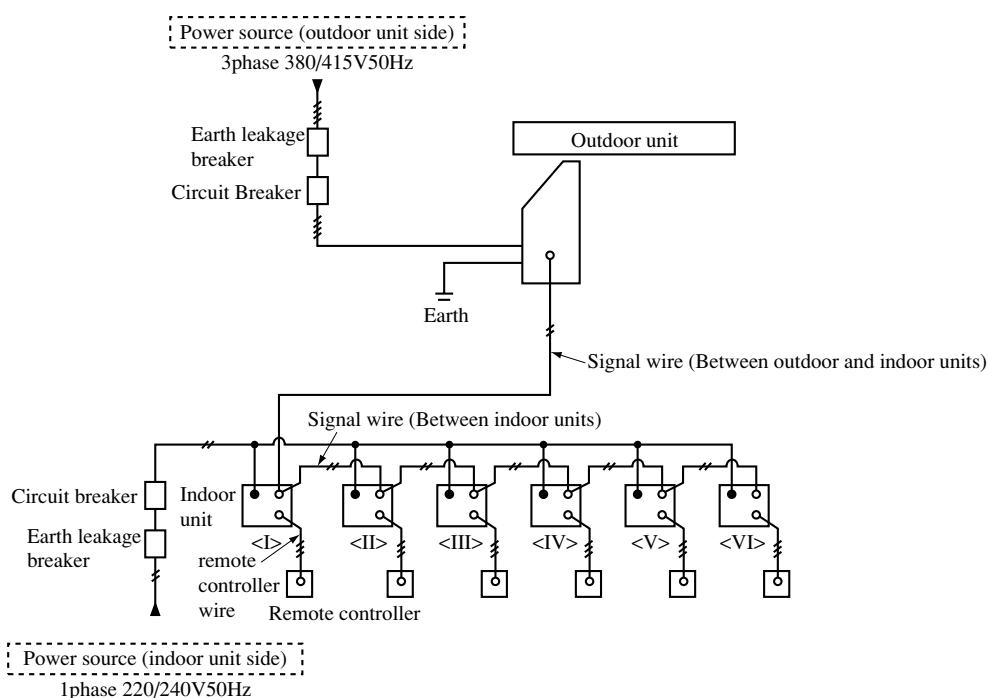 Power source (outdoor unit side)
3phase 380/415V50Hz
Earth leakage
breaker
Circuit Breaker
Outdoor unit
Earth
Signal wire (Between outdoor and indoor units)
Signal wire (Between indoor units)
Circuit breaker
Earth leakage
breaker
Indoor
unit
<I>
<II>
<III>
<IV>
<V>
<VI>
remote
controller
wire
Remote controller
Power source (indoor unit side)
1phase 220/240V50Hz